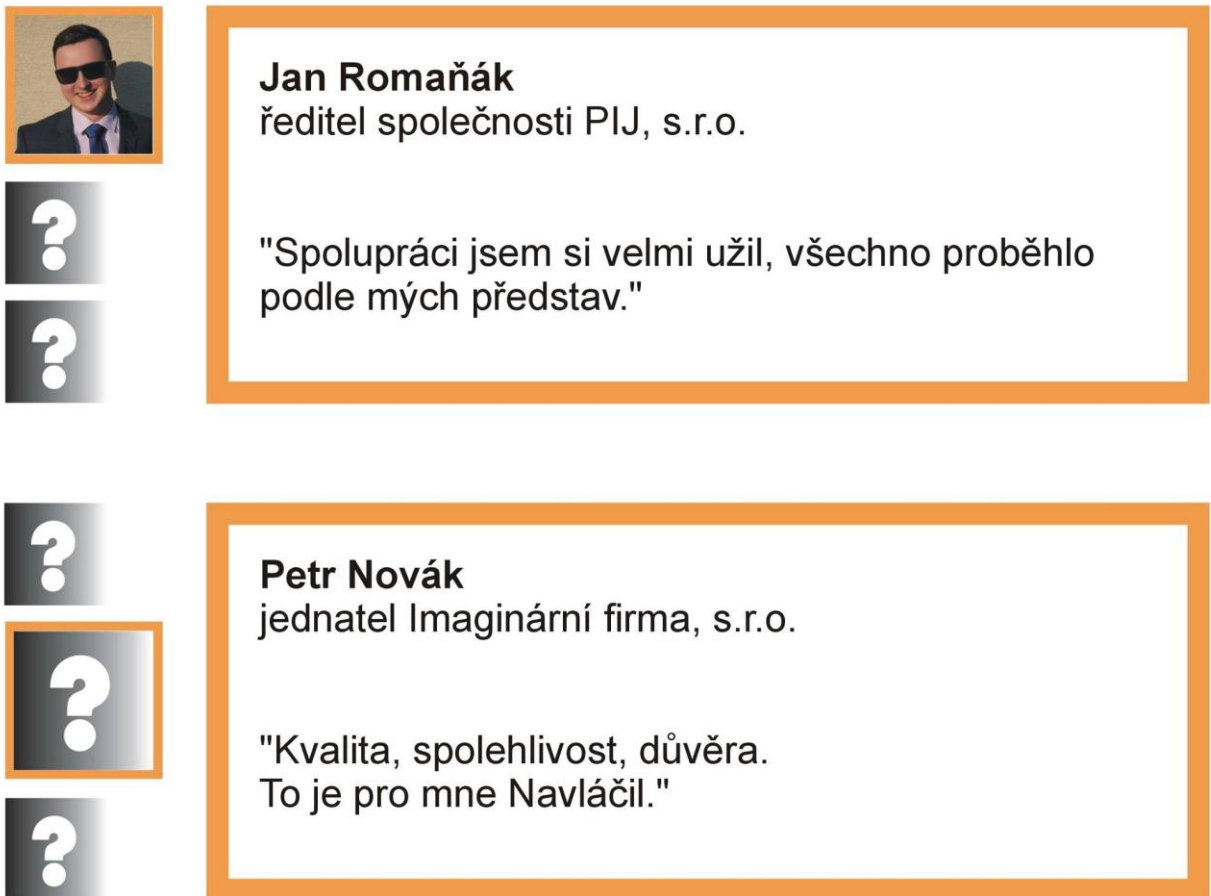 Jan Romaňák
ředitel společnosti PIJ, s.r.o.
"Spolupráci jsem si velmi užil, všechno proběhlo
podle mých představ."
?
?
?
Petr Novák
jednatel Imaginární firma, s.r.o.
?
"Kvalita, spolehlivost, důvěra.
To je pro mne Navláčil."
?